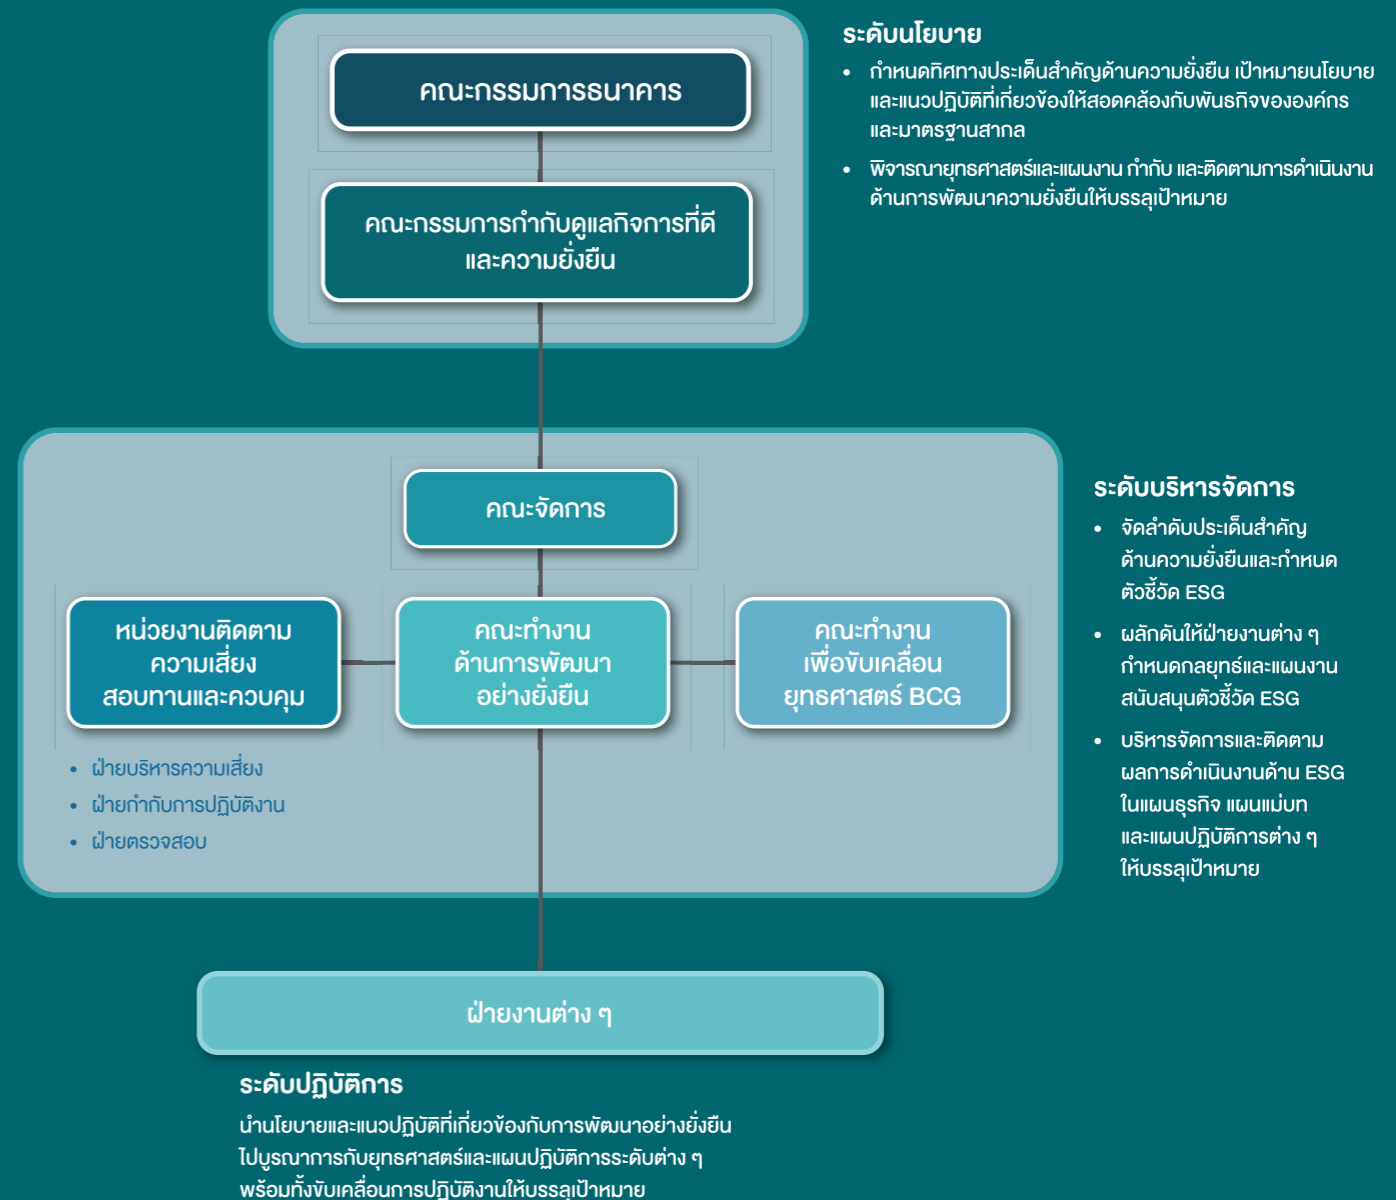 คณะกรรมการธนาคาร
คณะกรรมการกำกับดูแลกิจการที่ดี
และความยั่งยืน
ระดับนโยบาย
• กำหนดทิศทางประเด็นสำคัญด้านความยั่งยืน เป้าหมายนโยบาย
และแนวปฏิบัติที่เกี่ยวข้องให้สอดคล้องกับพันธกิจขององค์กร
และมาตรฐานสากล
• พิจารณายุทธศาสตร์และแผนงาน กำกับ และติดตามการดำเนินงาน
ด้านการพัฒนาความยั่งยืนให้บรรลุเป้าหมาย
คณะจัดการ
หน่วยงานติดตาม
ความเสี่ยง
สอบทานและควบคุม
คณะทำงาน
ด้านการพัฒนา
อย่างยั่งยืน
คณะทำงาน
เพื่อขับเคลื่อน
ยุทธศาสตร์ BCG
• ฝ่ายบริหารความเสี่ยง
• ฝ่ายกำกับการปฏิบัติงาน
• ฝ่ายตรวจสอบ
ระดับบริหารจัดการ
• จัดลำดับประเด็นสำคัญ
ด้านความยั่งยืนและกำหนด
ตัวชี้วัด ESG
• ผลักดันให้ฝ่ายงานต่าง ๆ
กำหนดกลยุทธ์และแผนงาน
สนับสนุนตัวชี้วัด ESG
• บริหารจัดการและติดตาม
ผลการดำเนินงานด้าน ESG
ในแผนธุรกิจ แผนแม่บท
และแผนปฏิบัติการต่าง ๆ
ให้บรรลุเป้าหมาย
ฝ่ายงานต่าง ๆ
ระดับปฏิบัติการ
นำนโยบายและแนวปฏิบัติที่เกี่ยวข้องกับการพัฒนาอย่างยั่งยืน
ไปบูรณาการกับยุทธศาสตร์และแผนปฏิบัติการระดับต่าง ๆ
พร้อมทั้งขับเคลื่อนการปฏิบัติงานให้บรรลุเป้าหมาย